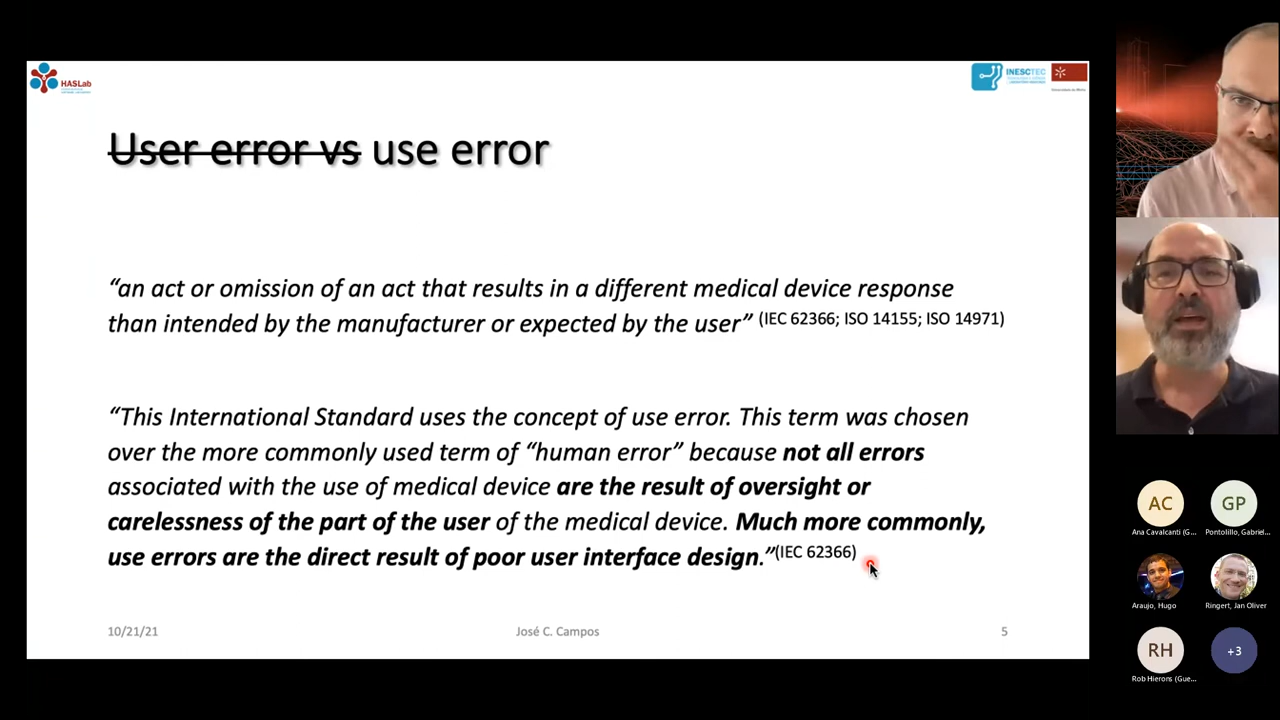 HASLab
INESCTEC
User error vs use error
“an act or omission of an act that results in a different medical device response
than intended by the manufacturer or expected by the user” (IEC 62366; ISO 14155; ISO 14971)
“This International Standard uses the concept of use error. This term was chosen
over the more commonly used term of “human error” because not all errors
associated with the use of medical device are the result of oversight or
carelessness of the part of the user of the medical device. Much more commonly,
use errors are the direct result of poor user interface design.”(IEC 62366)
10/21/21
José C. Campos
5
AC
GP
Ana Cavalcanti (G...
Pontolillo, Gabriel...
Araujo, Hugo
Ringert, Jan Oliver
RH
+3
Rob Hierons (Gue...